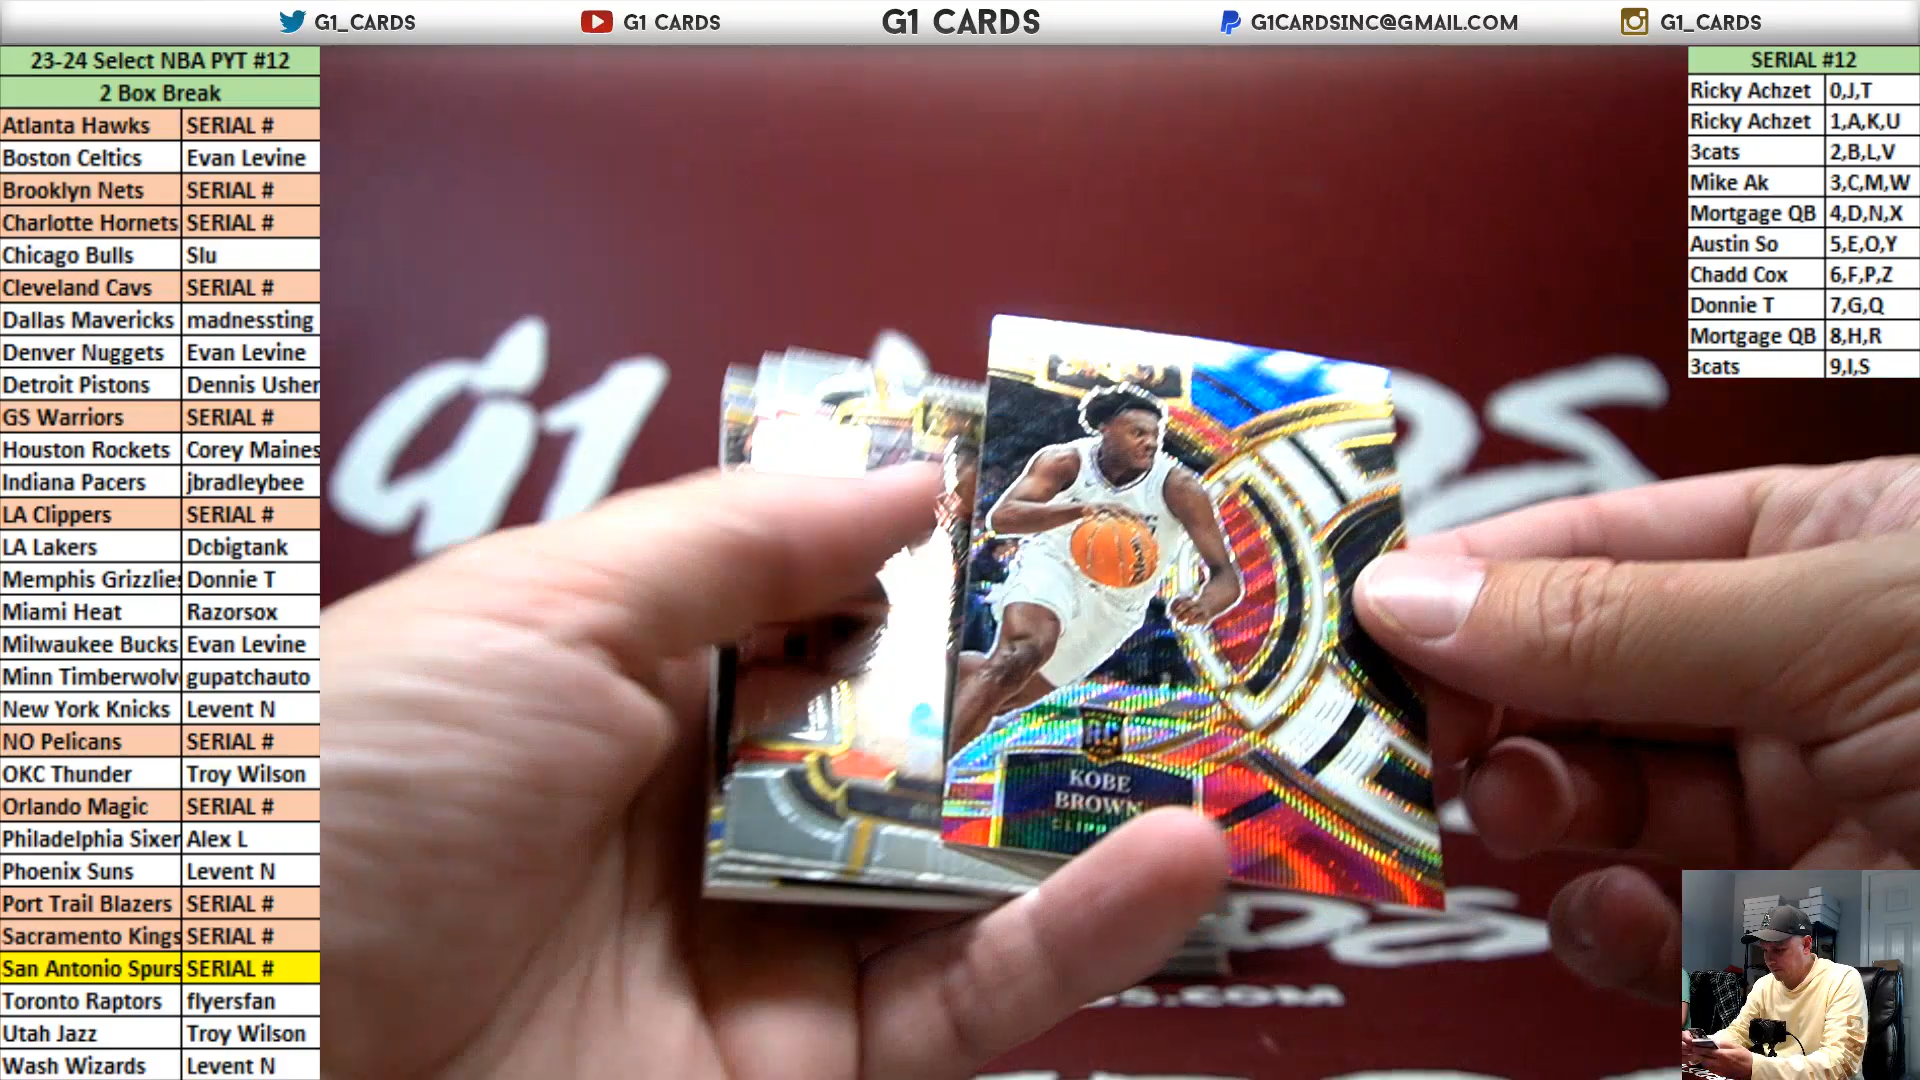 G1_CARDS
G1 CARDS
G1 CARDS
G1CARDSINC@GMAIL.COM
G1_CARDS
23-24 Select NBA PYT #12
2 Box Break
Atlanta Hawks SERIAL #
Boston Celtics Evan Levine
Brooklyn Nets SERIAL #
Charlotte Hornets SERIAL #
Chicago Bulls Slu
Cleveland Cavs SERIAL #
Dallas Mavericks madnessting
Denver Nuggets Evan Levine
Detroit Pistons Dennis Usher
GS Warriors SERIAL #
Houston Rockets Corey Maines
Indiana Pacers jbradleybee
LA Clippers SERIAL #
LA Lakers Dcbigtank
Memphis Grizzlies Donnie T
Miami Heat Razorsox
Milwaukee Bucks Evan Levine
Minn Timberwolv gupatchauto
New York Knicks Levent N
NO Pelicans SERIAL #
OKC Thunder Troy Wilson
Orlando Magic SERIAL #
Philadelphia Sixer Alex L
Phoenix Suns Levent N
Port Trail Blazers SERIAL #
Sacramento Kings SERIAL #
San Antonio Spurs SERIAL #
Toronto Raptors flyersfan
Utah Jazz Troy Wilson
Wash Wizards Levent N
SERIAL #12
Ricky Achzet 0,J,T
Ricky Achzet 1,A,K,U
3cats 2,B,L,V
Mike Ak 3,C,M,W
Mortgage QB 4,D,N,X
Austin So 5,E,O,Y
Chadd Cox 6,F,P,Z
Donnie T 7,G,Q
Mortgage QB 8,H,R
3cats 9,I,S
g1
RC
KOBE
BROWN
CLIPP
.COM